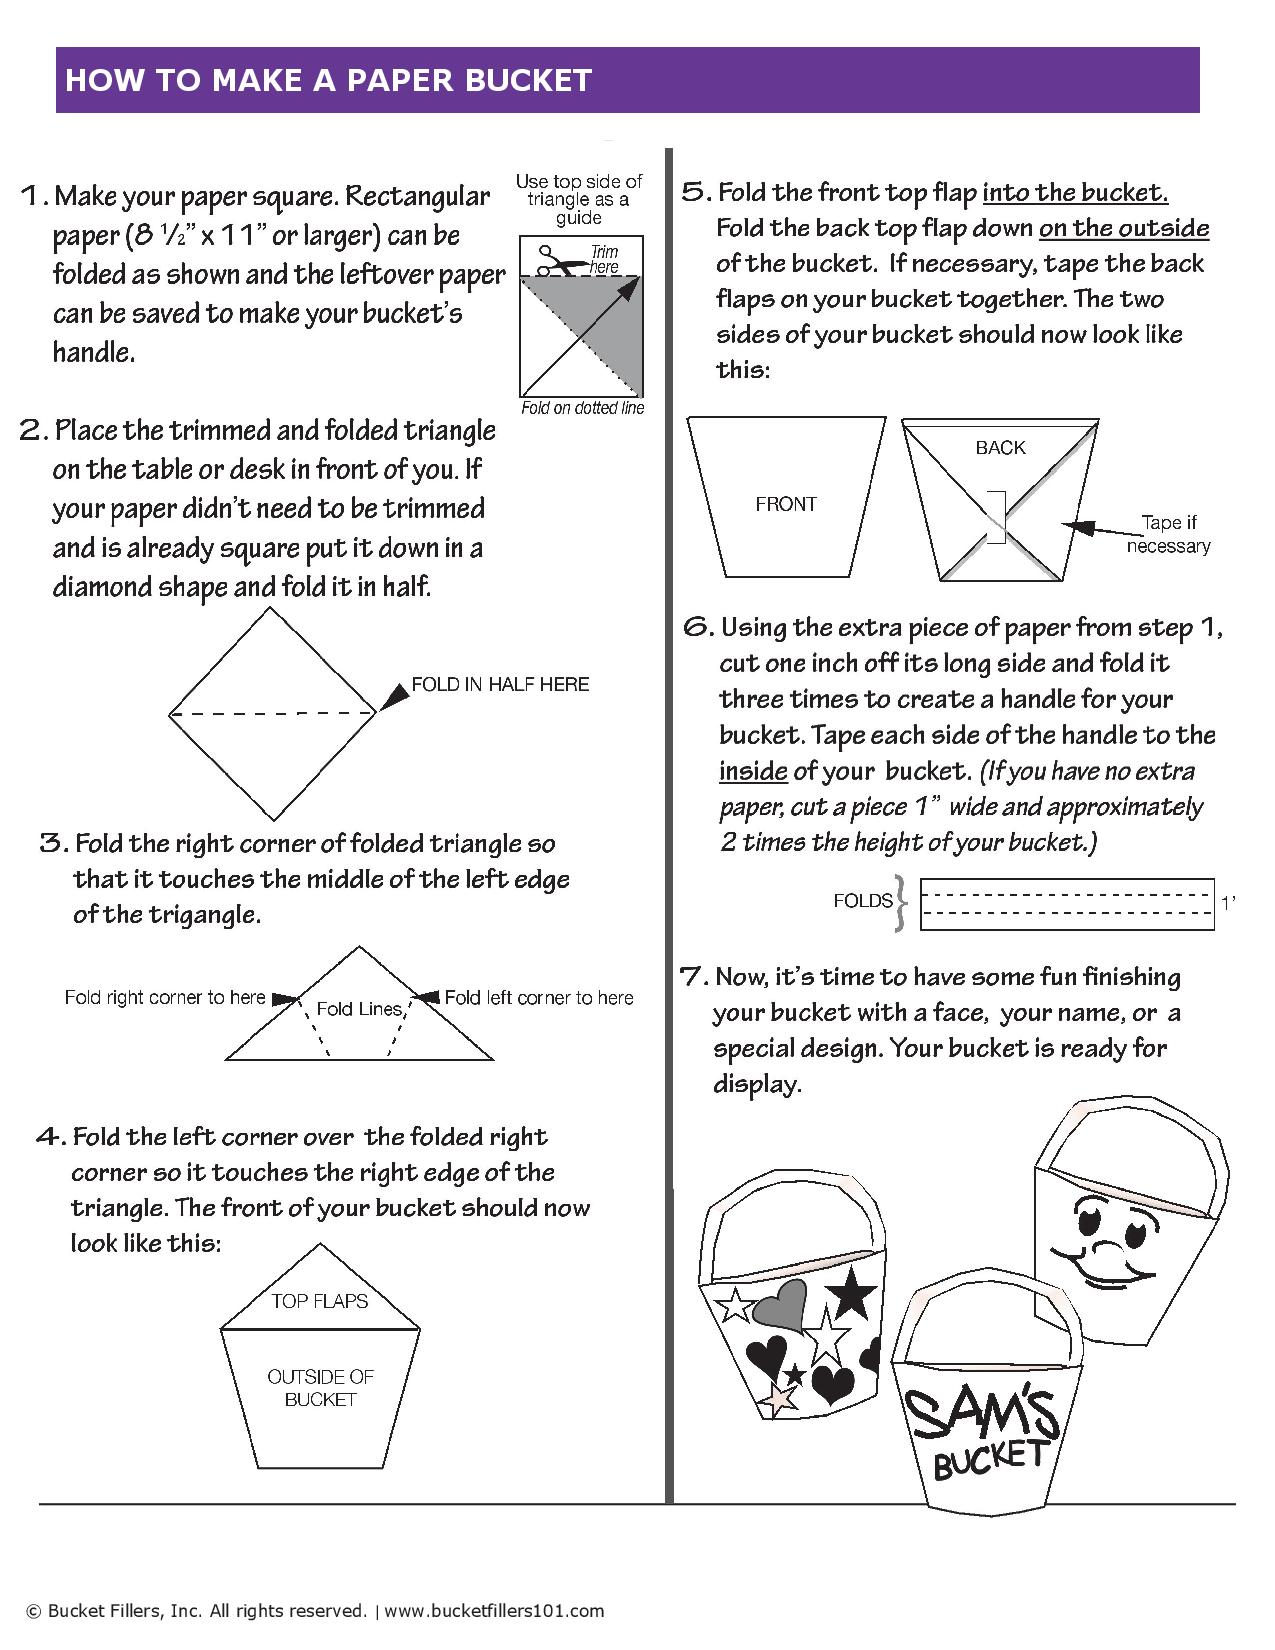 HOW TO MAKE A PAPER BUCKET
1. Make your paper square. Rectangular
paper (8 1/2” x 11” or larger) can be
folded as shown and the leftover paper
can be saved to make your bucket’s
handle.
Use top side of
triangle as a
guide
Trim
here
Fold on dotted line
2. Place the trimmed and folded triangle
on the table or desk in front of you. If
your paper didn’t need to be trimmed
and is already square put it down in a
diamond shape and fold it in half.
FOLD IN HALF HERE
3. Fold the right corner of folded triangle so
that it touches the middle of the left edge
of the trigangle.
Fold right corner to here
Fold Lines
Fold left corner to here
4. Fold the left corner over the folded right
corner so it touches the right edge of the
triangle. The front of your bucket should now
look like this:
TOP FLAPS
OUTSIDE OF
BUCKET
5. Fold the front top flap into the bucket.
Fold the back top flap down on the outside
of the bucket. If necessary, tape the back
flaps on your bucket together. The two
sides of your bucket should now look like
this:
FRONT
BACK
Tape if
necessary
6. Using the extra piece of paper from step 1,
cut one inch off its long side and fold it
three times to create a handle for your
bucket. Tape each side of the handle to the
inside of your bucket. (If you have no extra
paper, cut a piece 1” wide and approximately
2 times the height of your bucket.)
FOLDS
1’
7. Now, it’s time to have some fun finishing
your bucket with a face, your name, or a
special design. Your bucket is ready for
display.
SAM’S
BUCKET
© Bucket Fillers, Inc. All rights reserved. | www.bucketfillers101.com